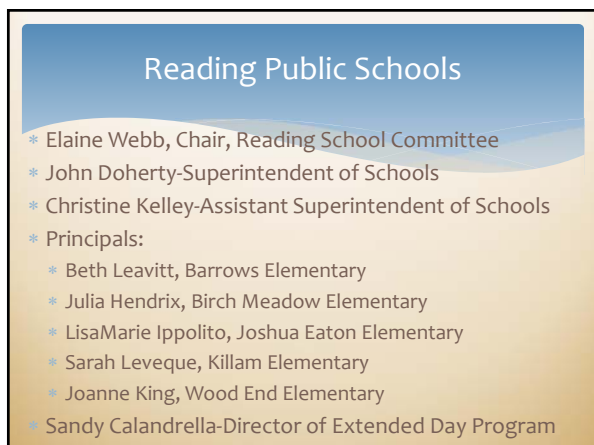 Reading Public Schools
* Elaine Webb, Chair, Reading School Committee
* John Doherty-Superintendent of Schools
* Christine Kelley-Assistant Superintendent of Schools
* Principals:
* Beth Leavitt, Barrows Elementary
* Julia Hendrix, Birch Meadow Elementary
* LisaMarie Ippolito, Joshua Eaton Elementary
* Sarah Leveque, Killam Elementary
* Joanne King, Wood End Elementary
* Sandy Calandrella-Director of Extended Day Program